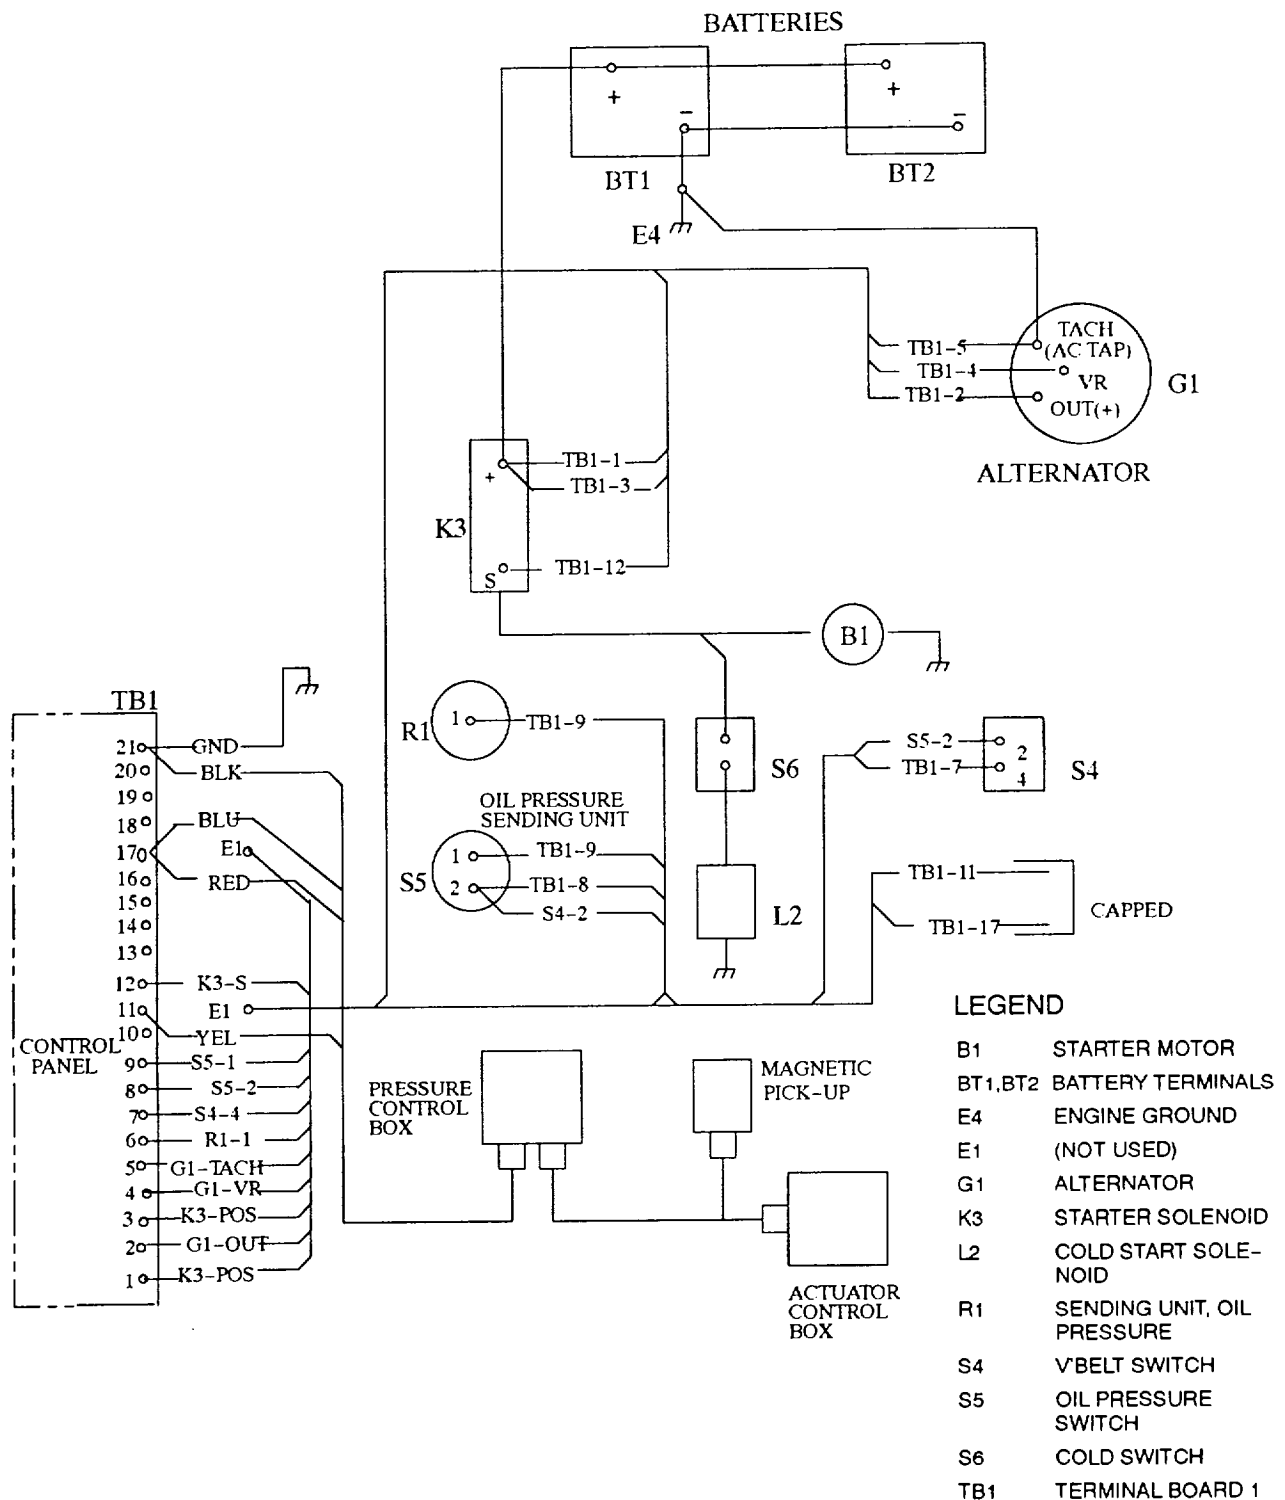 BATTERIES
+
+
-
-
BT1
BT2
E4
TACH
(AC TAP)
TB1-5
TB1-4
VR
TB1-2
OUT(+)
G1
ALTERNATOR
TB1-1
+
TB1-3
K3
TB1-12
S
B1
TB1
R1
1
TB1-9
S6
S5-2
2
TB1-7
4
S4
OIL PRESSURE
SENDING UNIT
1
TB1-9
S5
2
TB1-8
S4-2
L2
TB1-11
TB1-17
CAPPED
21 GND
20 BLK
19
18 BLU
17 E1
16 RED
15
14
13
12 K3-S
11 E1
10 YEL
CONTROL
PANEL
9 S5-1
8 S5-2
7 S4-4
6 R1-1
5 G1-TACH
4 G1-VR
3 K3-POS
2 G1-OUT
1 K3-POS
PRESSURE
CONTROL
BOX
MAGNETIC
PICK-UP
ACTUATOR
CONTROL
BOX
LEGEND
B1 STARTER MOTOR
BT1,BT2 BATTERY TERMINALS
E4 ENGINE GROUND
E1 (NOT USED)
G1 ALTERNATOR
K3 STARTER SOLENOID
L2 COLD START SOLE-
NOID
R1 SENDING UNIT, OIL
PRESSURE
S4 V'BELT SWITCH
S5 OIL PRESSURE
SWITCH
S6 COLD SWITCH
TB1 TERMINAL BOARD 1